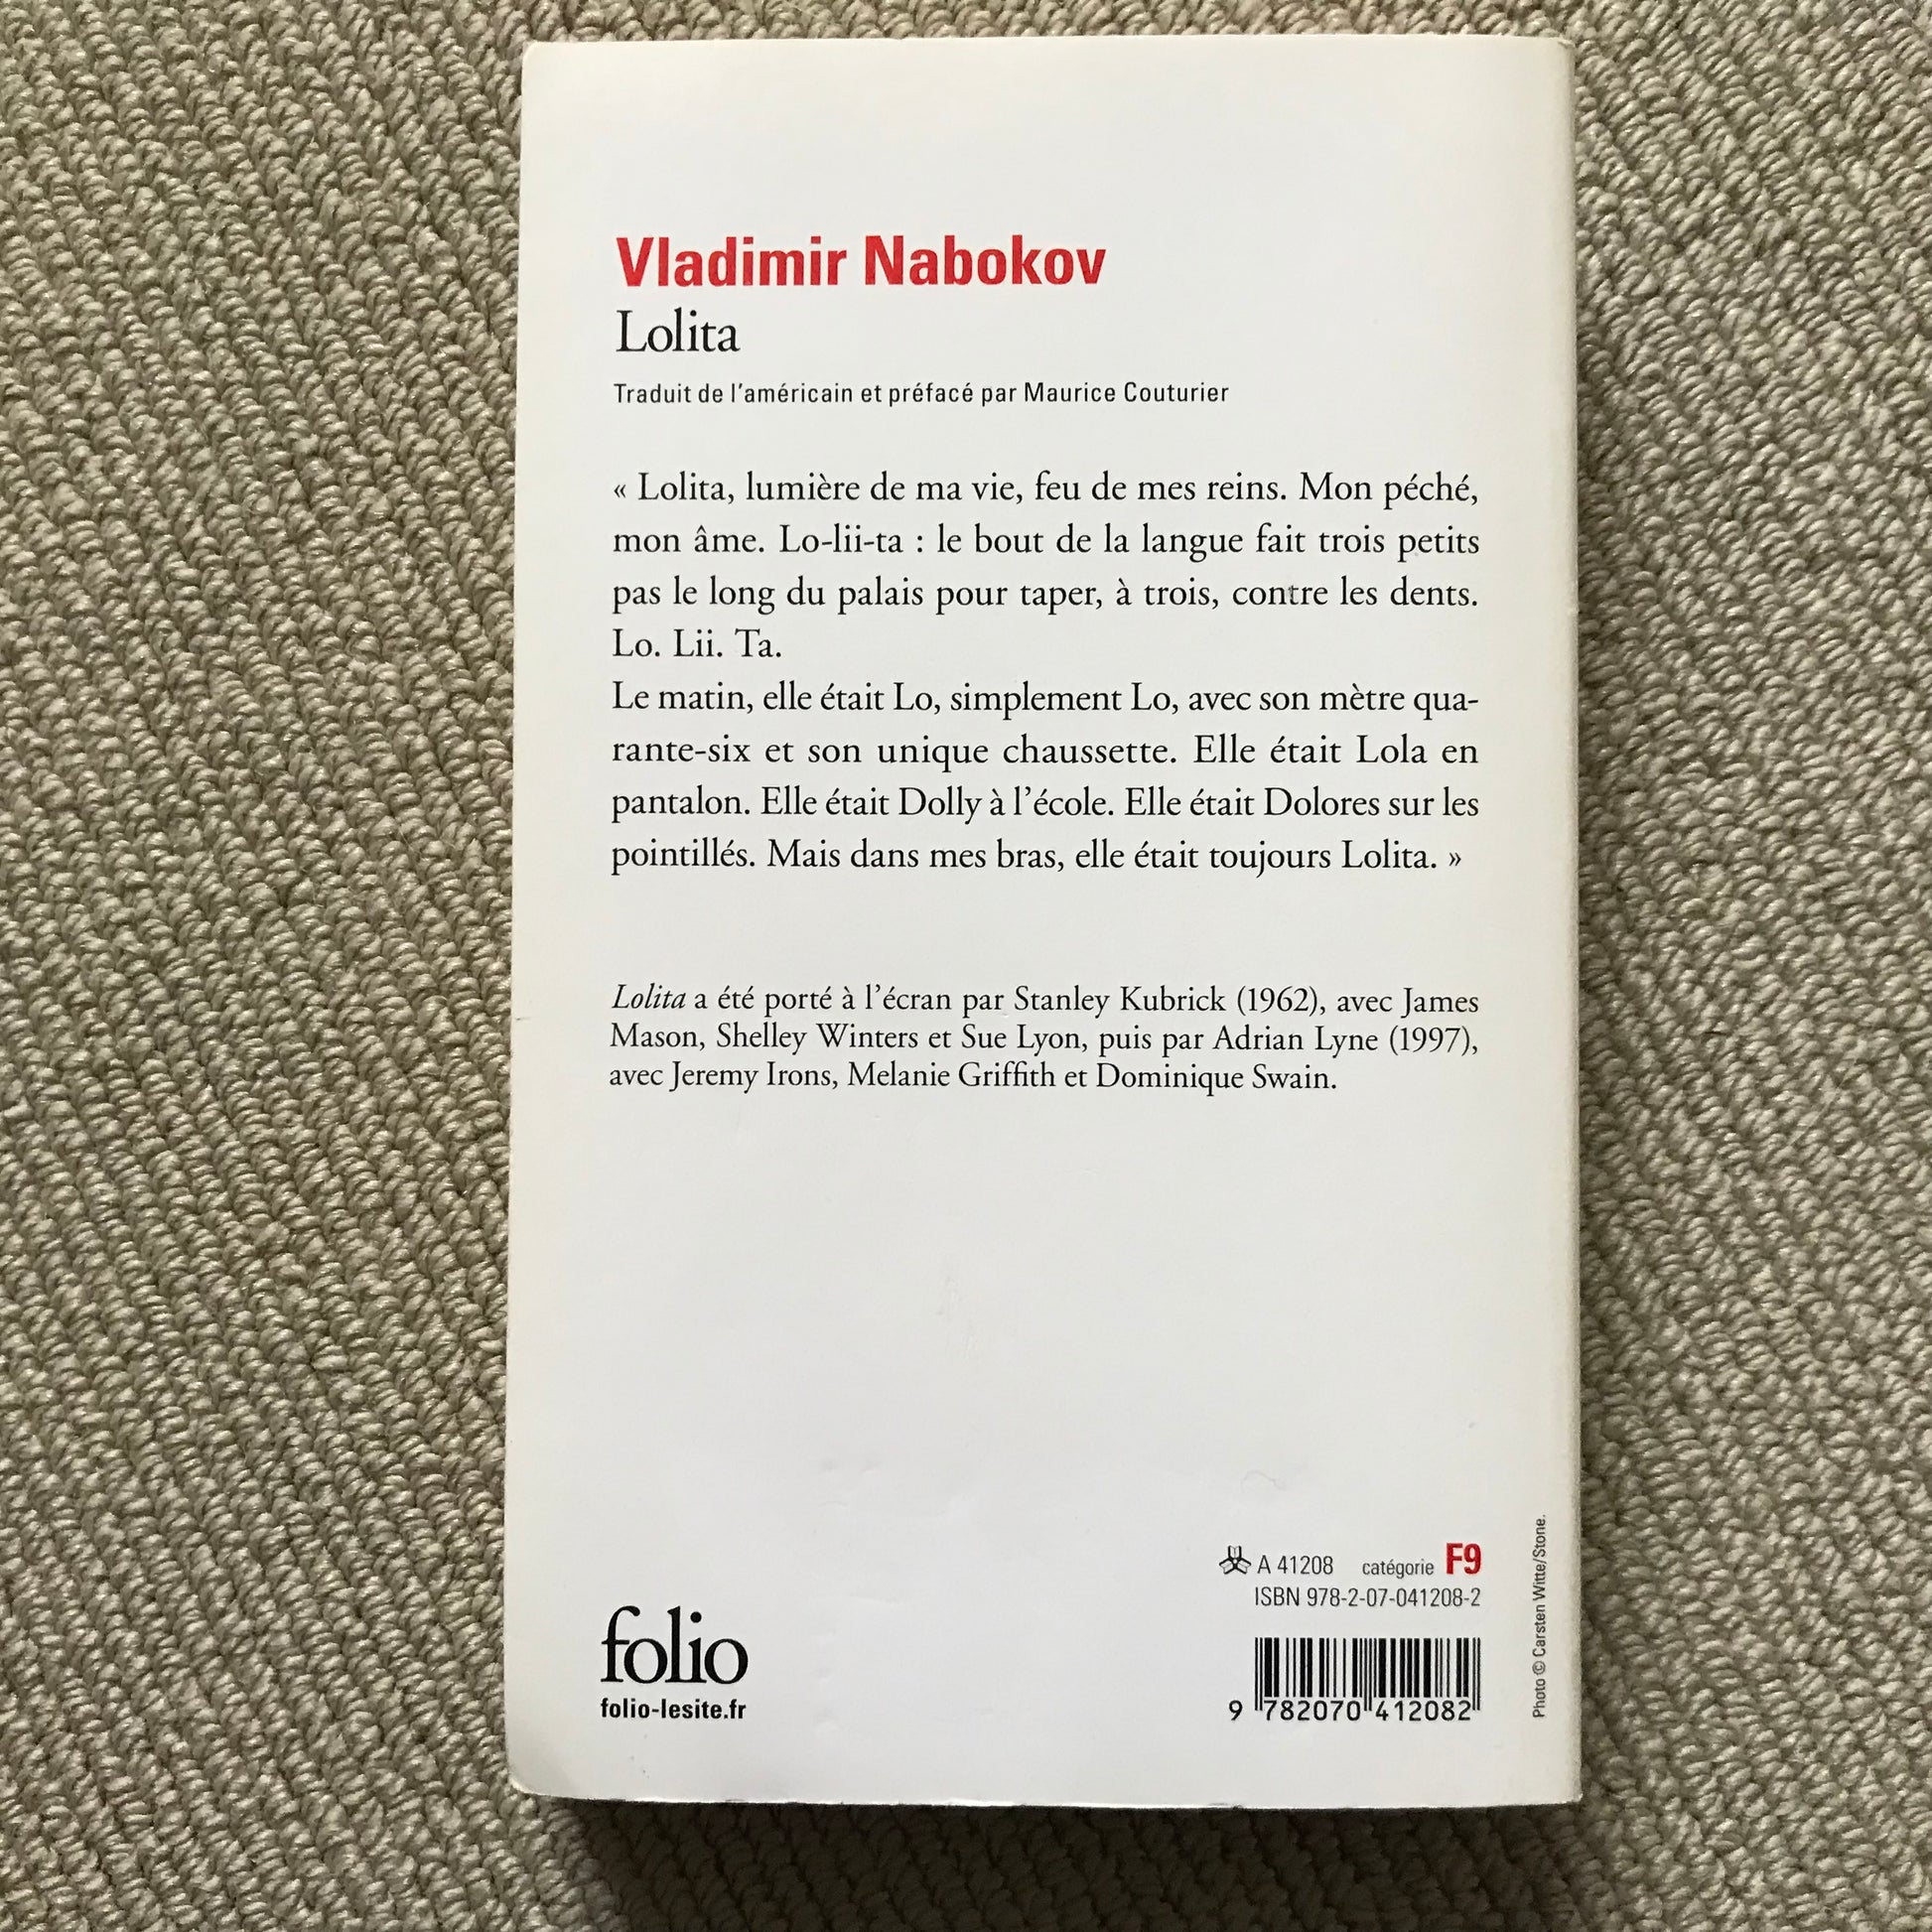 Vladimir Nabokov
Lolita
Traduit de l'américain et préfacé par Maurice Couturier
« Lolita, lumière de ma vie, feu de mes reins. Mon péché,
mon âme. Lo-lii-ta : le bout de la langue fait trois petits
pas le long du palais pour taper, à trois, contre les dents.
Lo. Lii. Ta.
Le matin, elle était Lo, simplement Lo, avec son mètre qua-
rante-six et son unique chaussette. Elle était Lola en
pantalon. Elle était Dolly à l'école. Elle était Dolores sur les
pointillés. Mais dans mes bras, elle était toujours Lolita. »
Lolita a été porté à l'écran par Stanley Kubrick (1962), avec James
Mason, Shelley Winters et Sue Lyon, puis par Adrian Lyne (1997),
avec Jeremy Irons, Melanie Griffith et Dominique Swain.
A 41208 catégorie F9
ISBN 978-2-07-041208-2
folio
folio-lesite.fr
9 782070 412082
Photo © Carsten Witte/Stone.